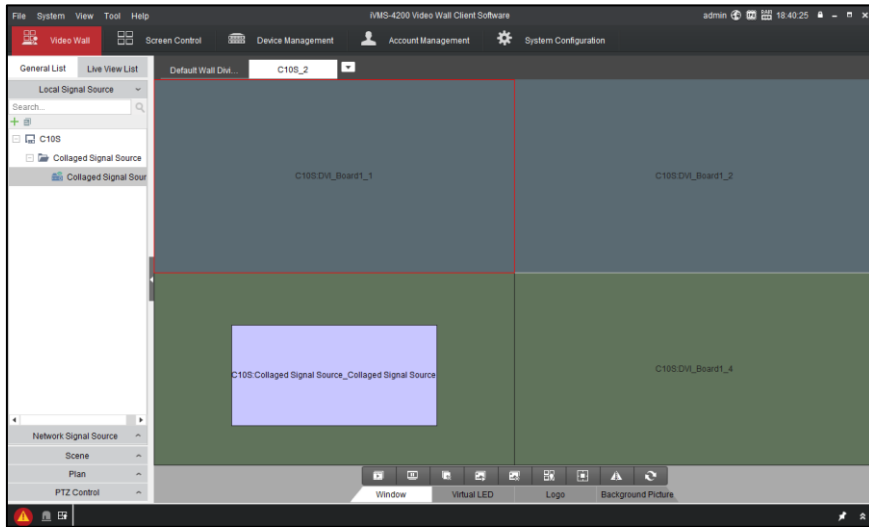 File System View Tool Help
iVMS-4200 Video Wall Client Software
admin 18:40:25
Video Wall
Screen Control
Device Management
Account Management
System Configuration
General List
Live View List
Default Wall Divi...
C10S_2
Local Signal Source
Search...
C10S
Collaged Signal Source
Collaged Signal Sour
C10S:DVI_Board1_1
C10S:DVI_Board1_2
C10S:Collaged Signal Source_Collaged Signal Source
C10S:DVI_Board1_4
Network Signal Source
Scene
Plan
PTZ Control
Window
Virtual LED
Logo
Background Picture